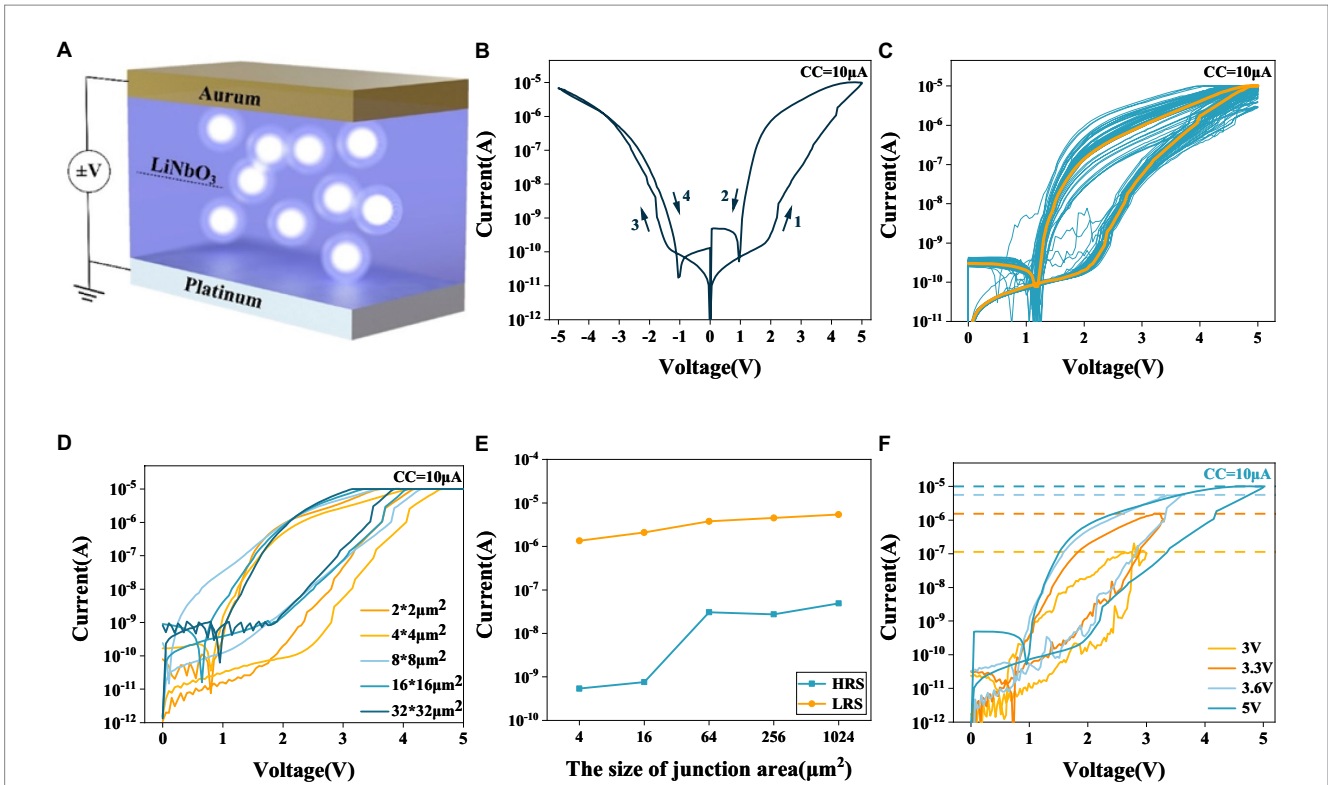 A
Aurum
±V
LiNbO3
Platinum
B
CC=10μA
Current(A)
10-5
10-6
10-7
10-8
10-9
10-10
10-11
10-12
1
2
3
4
-5 -4 -3 -2 -1 0 1 2 3 4 5
Voltage(V)
C
CC=10μA
Current(A)
10-5
10-6
10-7
10-8
10-9
10-10
10-11
0 1 2 3 4 5
Voltage(V)
D
CC=10μA
Current(A)
10-5
10-6
10-7
10-8
10-9
10-10
10-11
10-12
2*2μm2
4*4μm2
8*8μm2
16*16μm2
32*32μm2
0 1 2 3 4 5
Voltage(V)
E
Current(A)
10-4
10-5
10-6
10-7
10-8
10-9
10-10
HRS
LRS
4 16 64 256 1024
The size of junction area(μm2)
F
CC=10μA
Current(A)
10-5
10-6
10-7
10-8
10-9
10-10
10-11
10-12
3V
3.3V
3.6V
5V
0 1 2 3 4 5
Voltage(V)